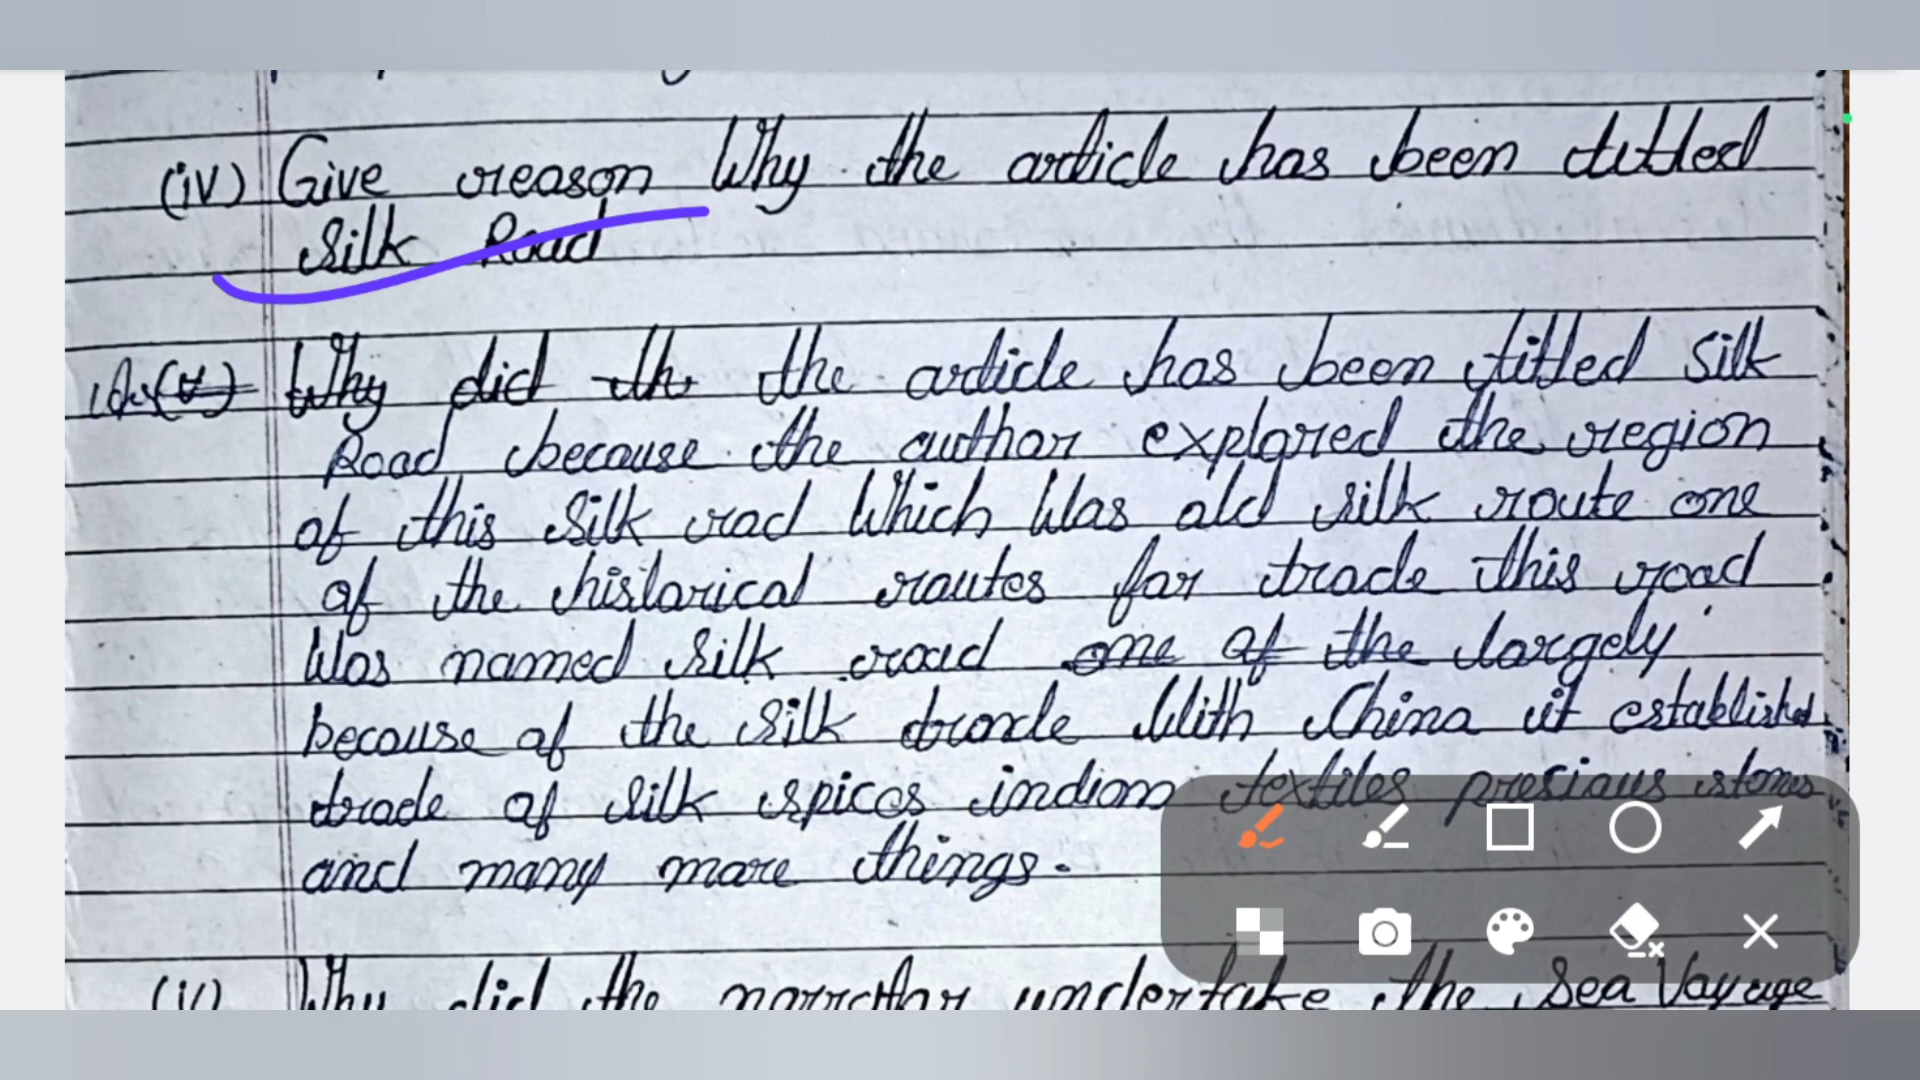 (iv) Give reason Why the article has been titled
Silk Road
Why did the the article has been titled Silk
Road because the author explored the region
of this Silk road Which Was old silk route one
of the historical routes for trade this road
Was named silk road one of the largely
because of the silk trade With China it established
trade of silk spices indian textiles precious stones
and many more things.
Why did the narrator undertake the Sea Voyage